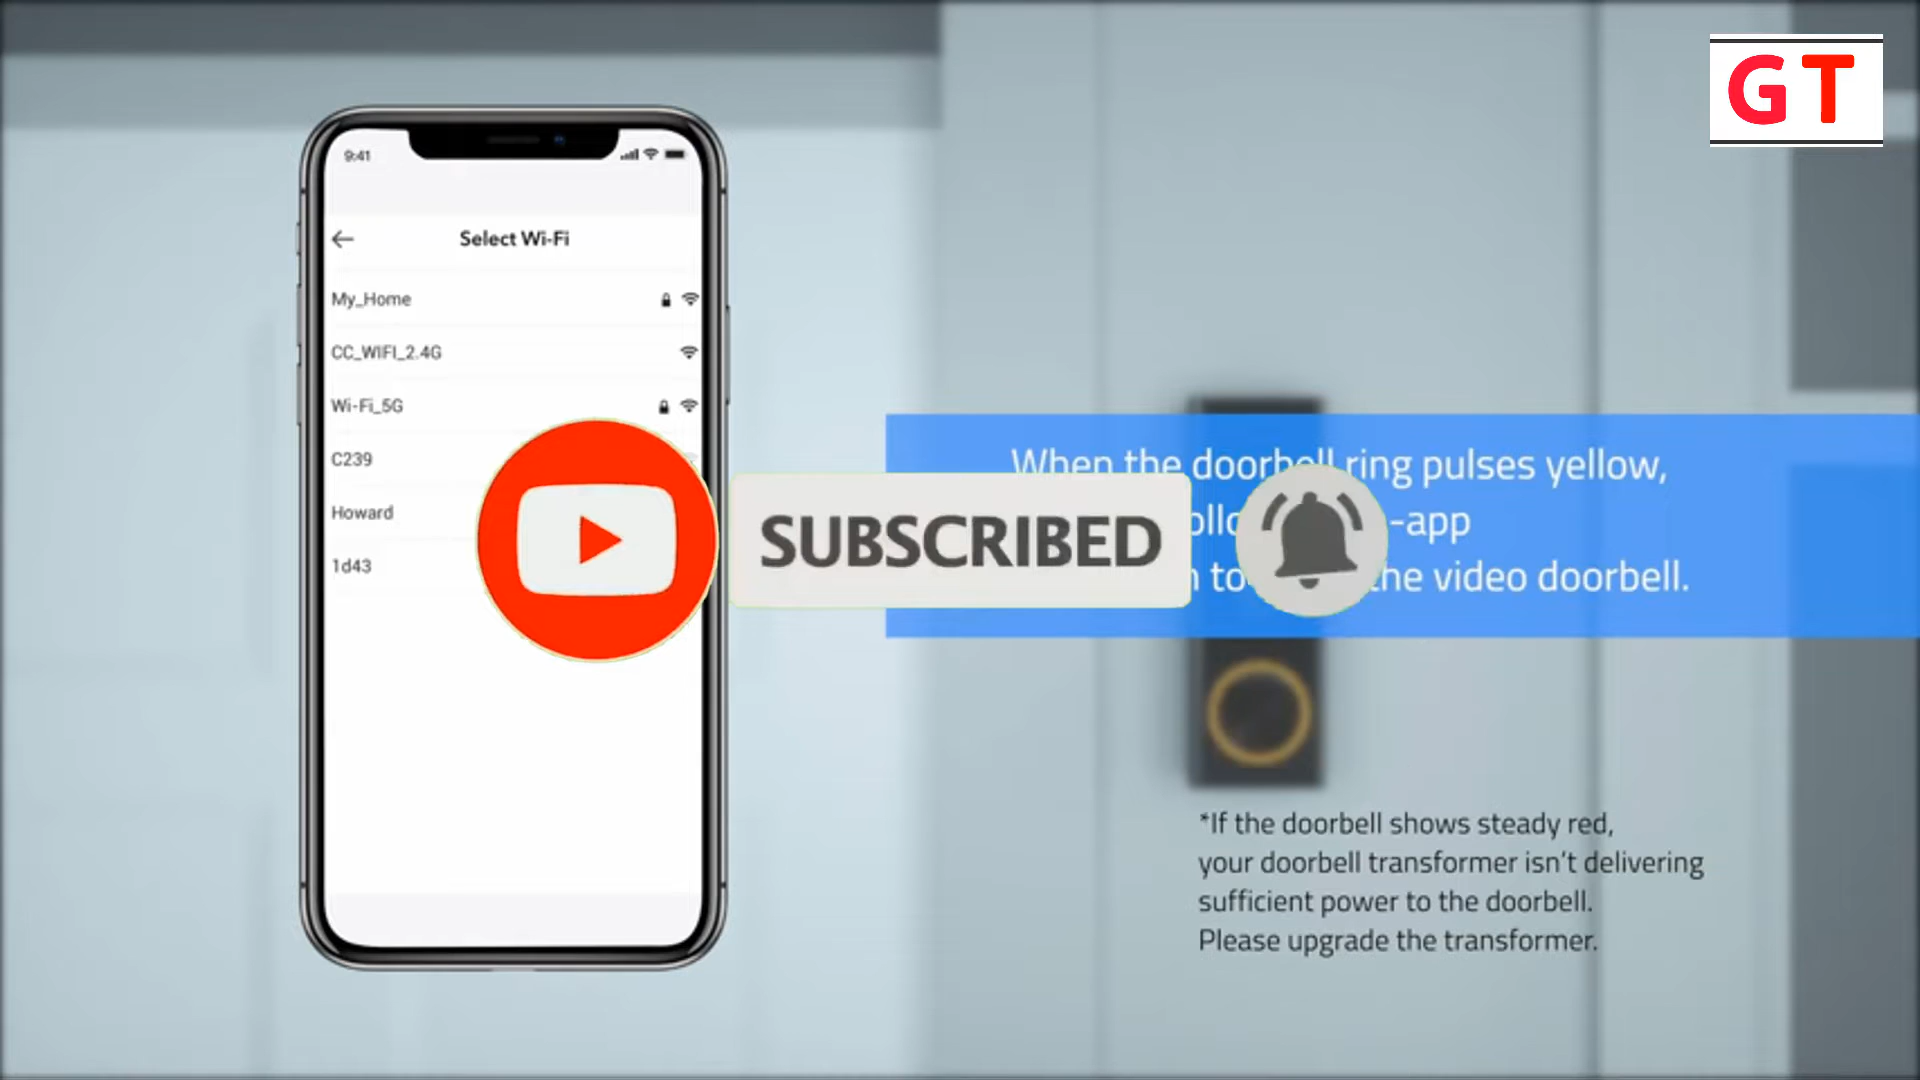 GT
9:41
Select Wi-Fi
My_Home
CC_WIFI_2.4G
Wi-Fi_5G
C239
Howard
1d43
SUBSCRIBED
When the doorbell ring pulses yellow,
-app
to the video doorbell.
*If the doorbell shows steady red,
your doorbell transformer isn't delivering
sufficient power to the doorbell.
Please upgrade the transformer.